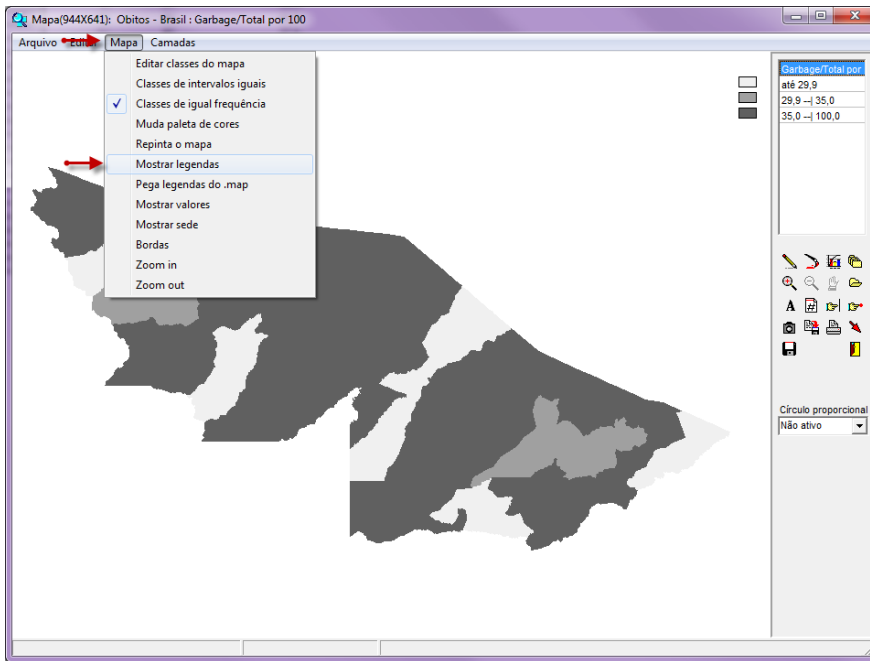 Mapa(944X641): Obitos - Brasil : Garbage/Total por 100
Arquivo Editar Mapa Camadas
Editar classes do mapa
Classes de intervalos iguais
Classes de igual frequência
Muda paleta de cores
Repinta o mapa
Mostrar legendas
Pega legendas do .map
Mostrar valores
Mostrar sede
Bordas
Zoom in
Zoom out
Garbage/Total por
até 29,9
29,9 --| 35,0
35,0 --| 100,0
A #
Círculo proporcional
Não ativo